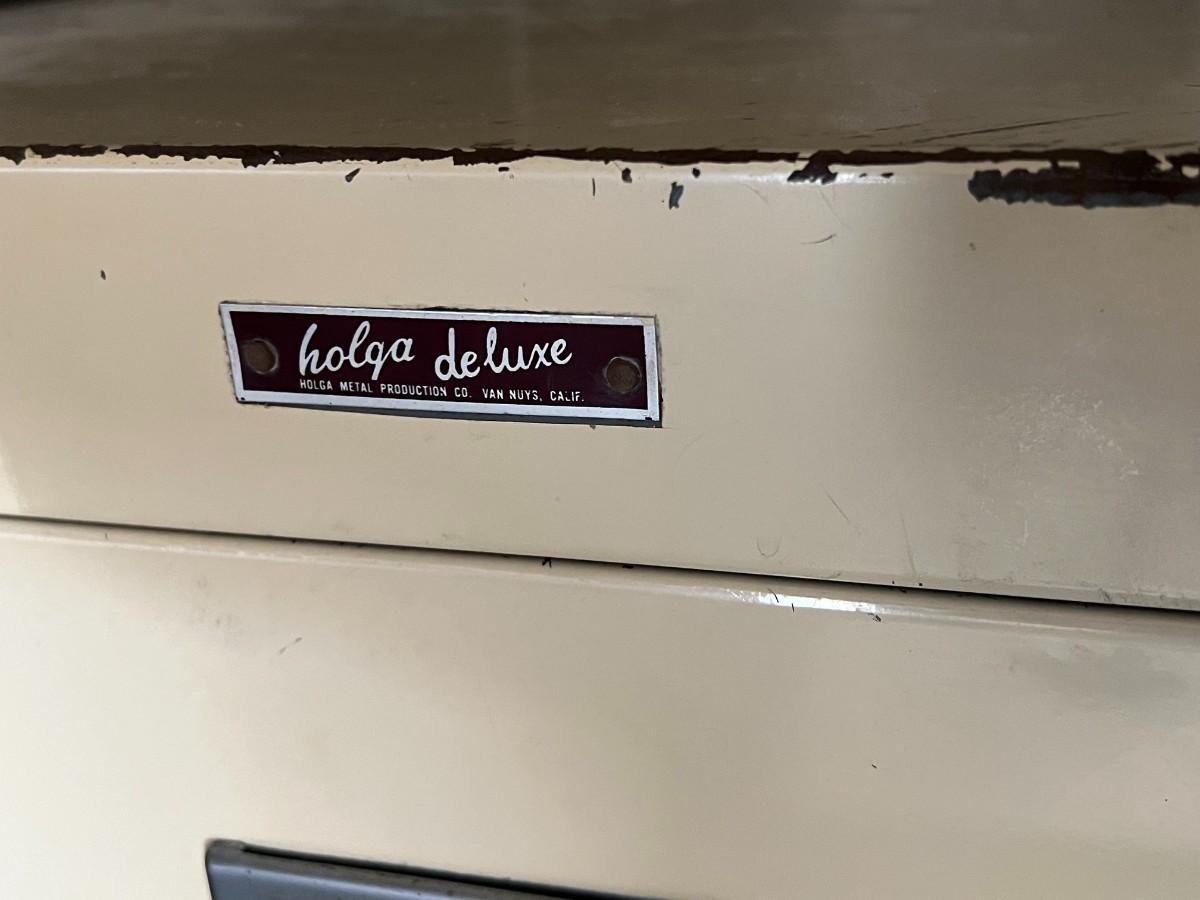 holga deluxe
HOLGA METAL PRODUCTION CO. VAN NUYS, CALIF.